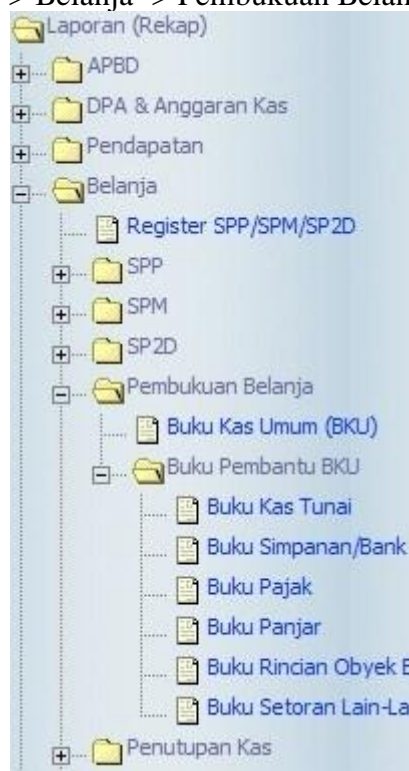 > Belanja -> Pembukuan
Laporan (Rekap)
APBD
DPA & Anggaran Kas
Pendapatan
Belanja
Register SPP/SPM/SP2D
SPP
SPM
SP2D
Pembukuan Belanja
Buku Kas Umum (BKU)
Buku Pembantu BKU
Buku Kas Tunai
Buku Simpanan/Bank
Buku Pajak
Buku Panjar
Buku Rincian Obyek
Buku Setoran Lain-La
Penutupan Kas